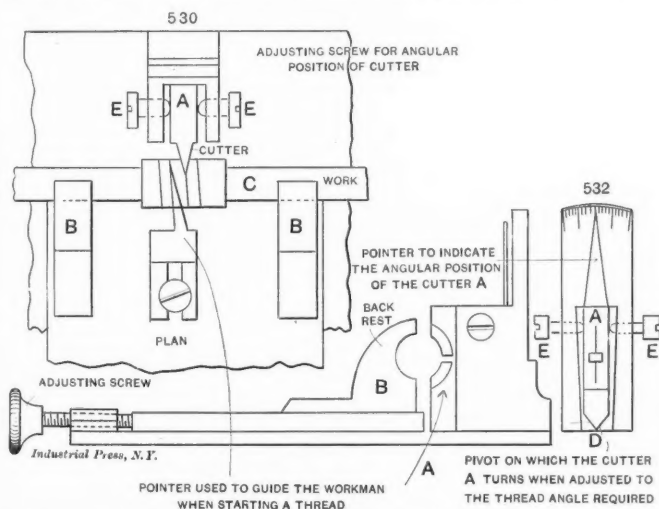 530
ADJUSTING SCREW FOR ANGULAR
POSITION OF CUTTER
A
E
E
CUTTER
C
WORK
B
B
PLAN
532
POINTER TO INDICATE
THE ANGULAR POSITION
OF THE CUTTER A
BACK
REST
A
E
E
B
D
ADJUSTING SCREW
Industrial Press, N.Y.
A
POINTER USED TO GUIDE THE WORKMAN
WHEN STARTING A THREAD
PIVOT ON WHICH THE CUTTER
A TURNS WHEN ADJUSTED TO
THE THREAD ANGLE REQUIRED